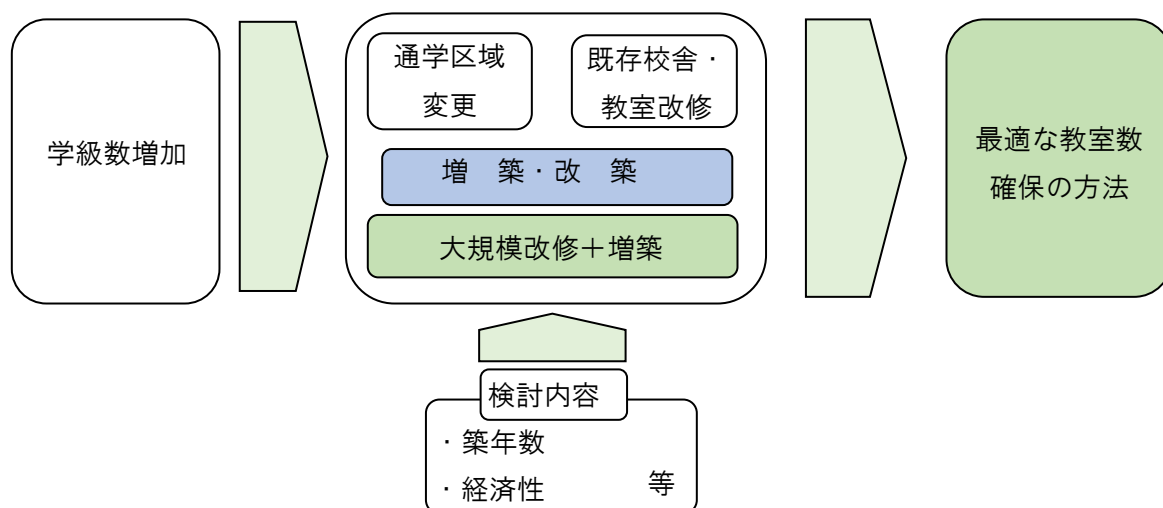 学級数増加
通学区域
変更
既存校舎・
教室改修
増　築・改　築
大規模改修＋増築
最適な教室数
確保の方法
検討内容
・築年数
・経済性　　　等